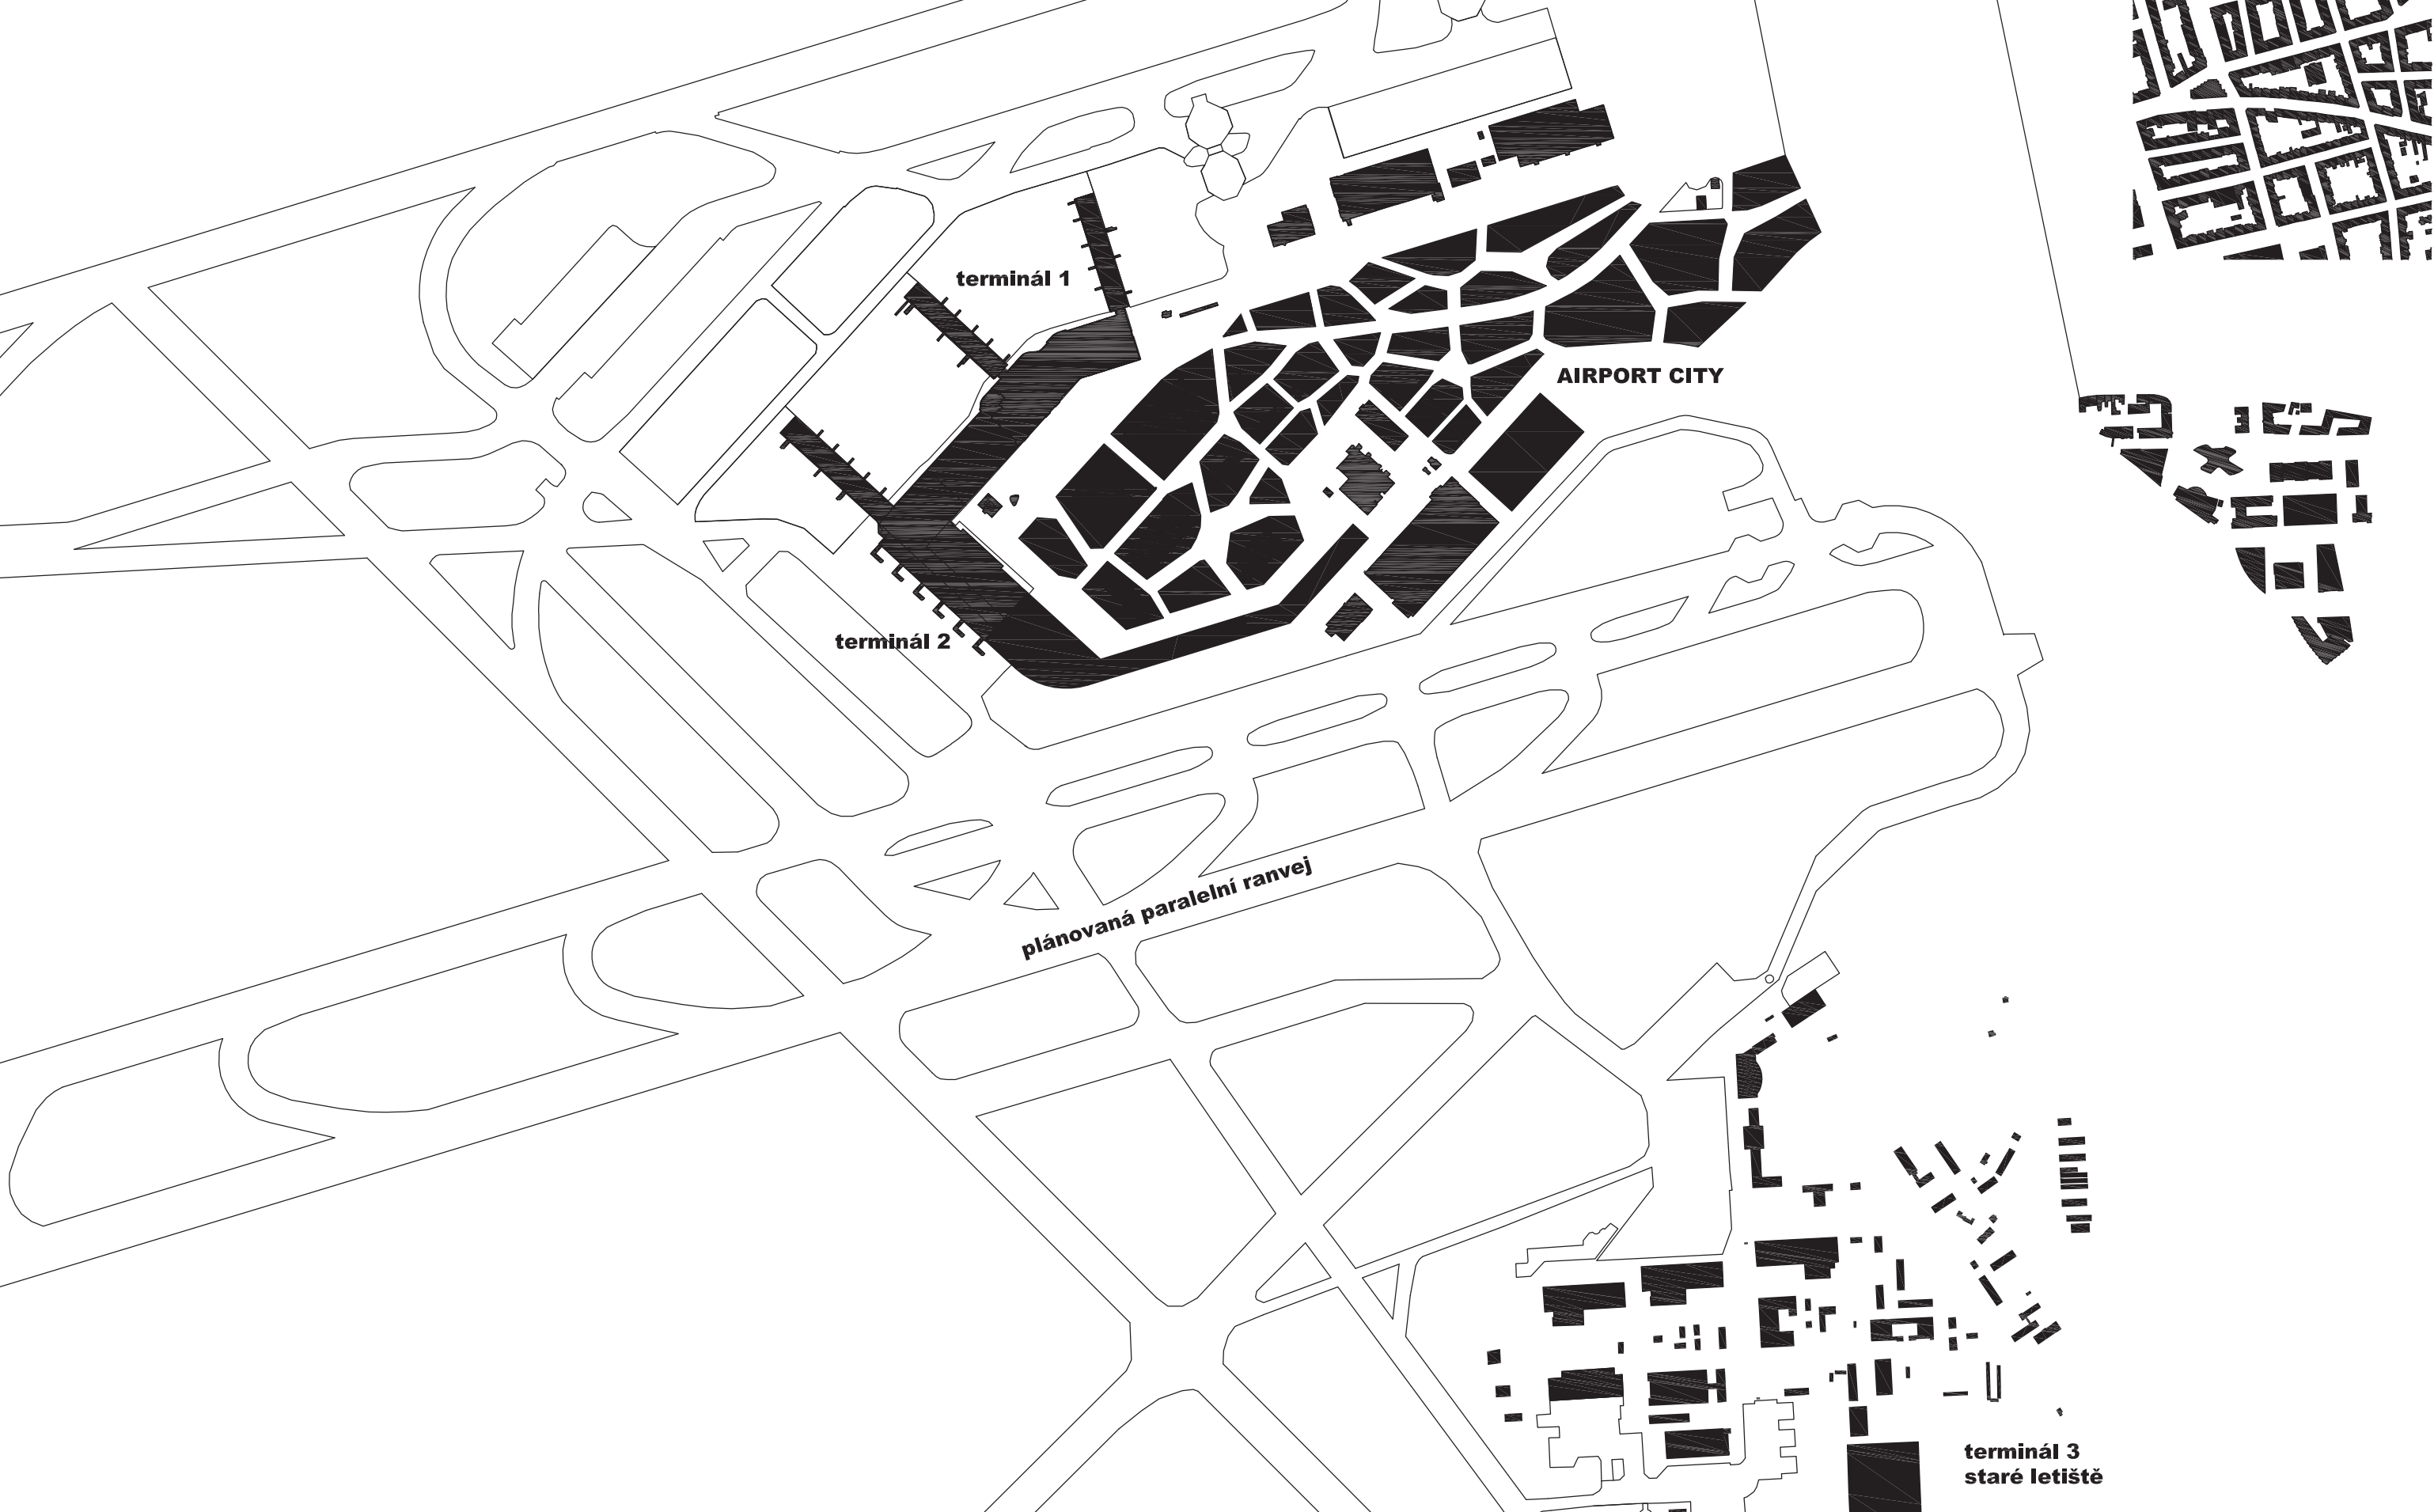 terminál 1
AIRPORT CITY
terminál 2
plánovaná paralelní ranvej
terminál 3
staré letiště